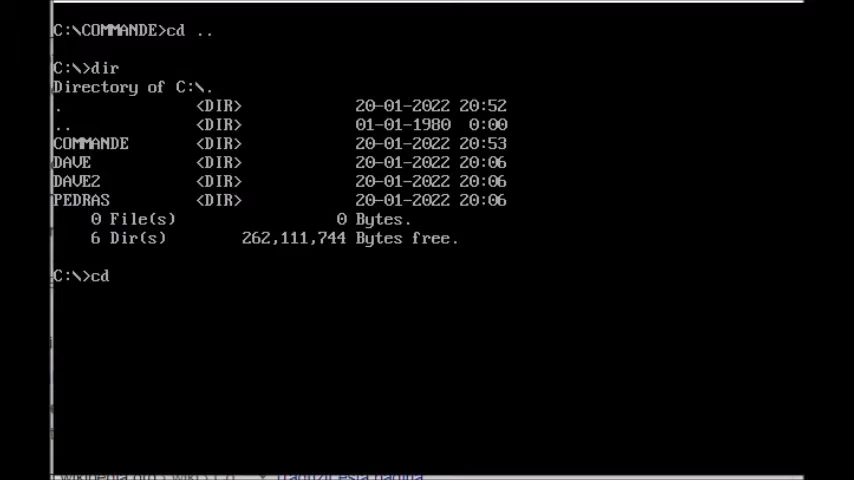 C:\COMMANDE>cd ..
C:\>dir
Directory of C:\.
. <DIR> 20-01-2022 20:52
.. <DIR> 01-01-1980 0:00
COMMANDE <DIR> 20-01-2022 20:53
DAVE <DIR> 20-01-2022 20:06
DAVE2 <DIR> 20-01-2022 20:06
PEDRAS <DIR> 20-01-2022 20:06
0 File(s) 0 Bytes.
6 Dir(s) 262,111,744 Bytes free.
C:\>cd
Traduzir esta página